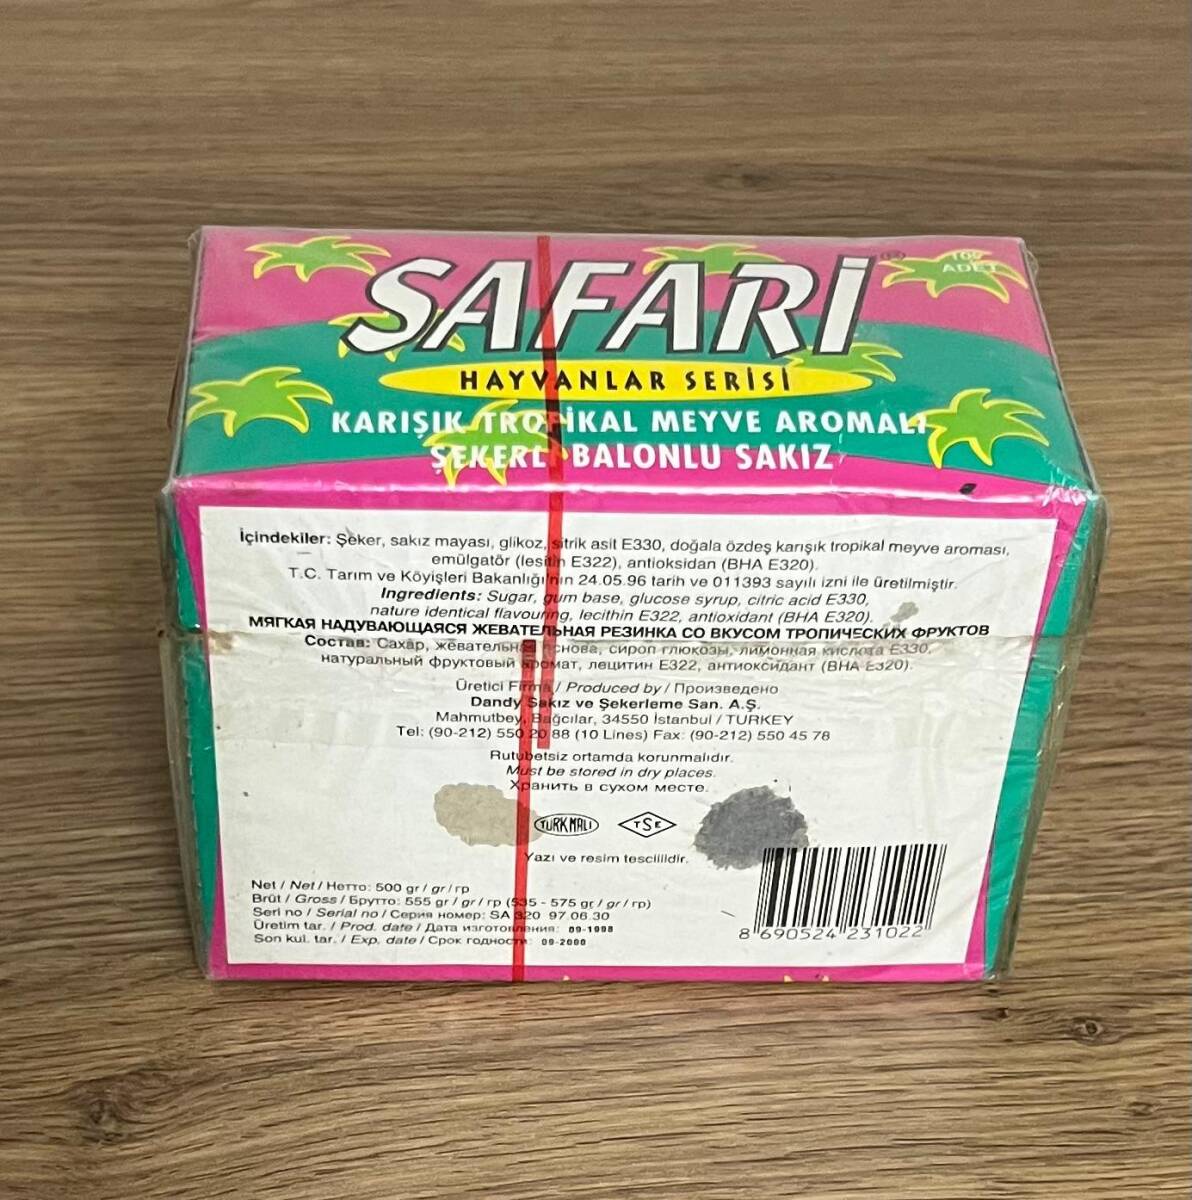 SAFARİ ®
100 ADET
HAYVANLAR SERİSİ
KARIŞIK TROPİKAL MEYVE AROMALI
ŞEKERLİ BALONLU SAKIZ
İçindekiler: Şeker, sakız mayası, glikoz, sitrik asit E330, doğala özdeş karışık tropikal meyve aroması,
emülgatör (lesitin E322), antioksidan (BHA E320).
T.C. Tarım ve Köyişleri Bakanlığı'nın 24.05.96 tarih ve 011393 sayılı izni ile üretilmiştir.
Ingredients: Sugar, gum base, glucose syrup, citric acid E330,
nature identical flavouring, lecithin E322, antioxidant (BHA E320).
МЯГКАЯ НАДУВАЮЩАЯСЯ ЖЕВАТЕЛЬНАЯ РЕЗИНКА СО ВКУСОМ ТРОПИЧЕСКИХ ФРУКТОВ
Состав: Сахар, жевательная основа, сироп глюкозы, лимонная кислота E330,
натуральный фруктовый аромат, лецитин E322, антиоксидант (BHA E320).
Üretici Firma / Produced by / Произведено
Dandy Sakız ve Şekerleme San. A.Ş.
Mahmutbey, Bağcılar, 34550 İstanbul / TURKEY
Tel: (90-212) 550 20 88 (10 Lines) Fax: (90-212) 550 45 78
Rutubetsiz ortamda korunmalıdır.
Must be stored in dry places.
Хранить в сухом месте.
TÜRK MALI TSE
Yazı ve resim tescillidir.
Net / Net / Нетто: 500 gr / gr / гр
Brüt / Gross / Брутто: 555 gr / gr / гр (535 - 575 gr / gr / гр)
Seri no / Serial no / Серия номер: SA 320 97.06.30
Üretim tar. / Prod. date / Дата изготовления: 09-1998
Son kul. tar. / Exp. date / Срок годности: 09-2000
8 690524 231022